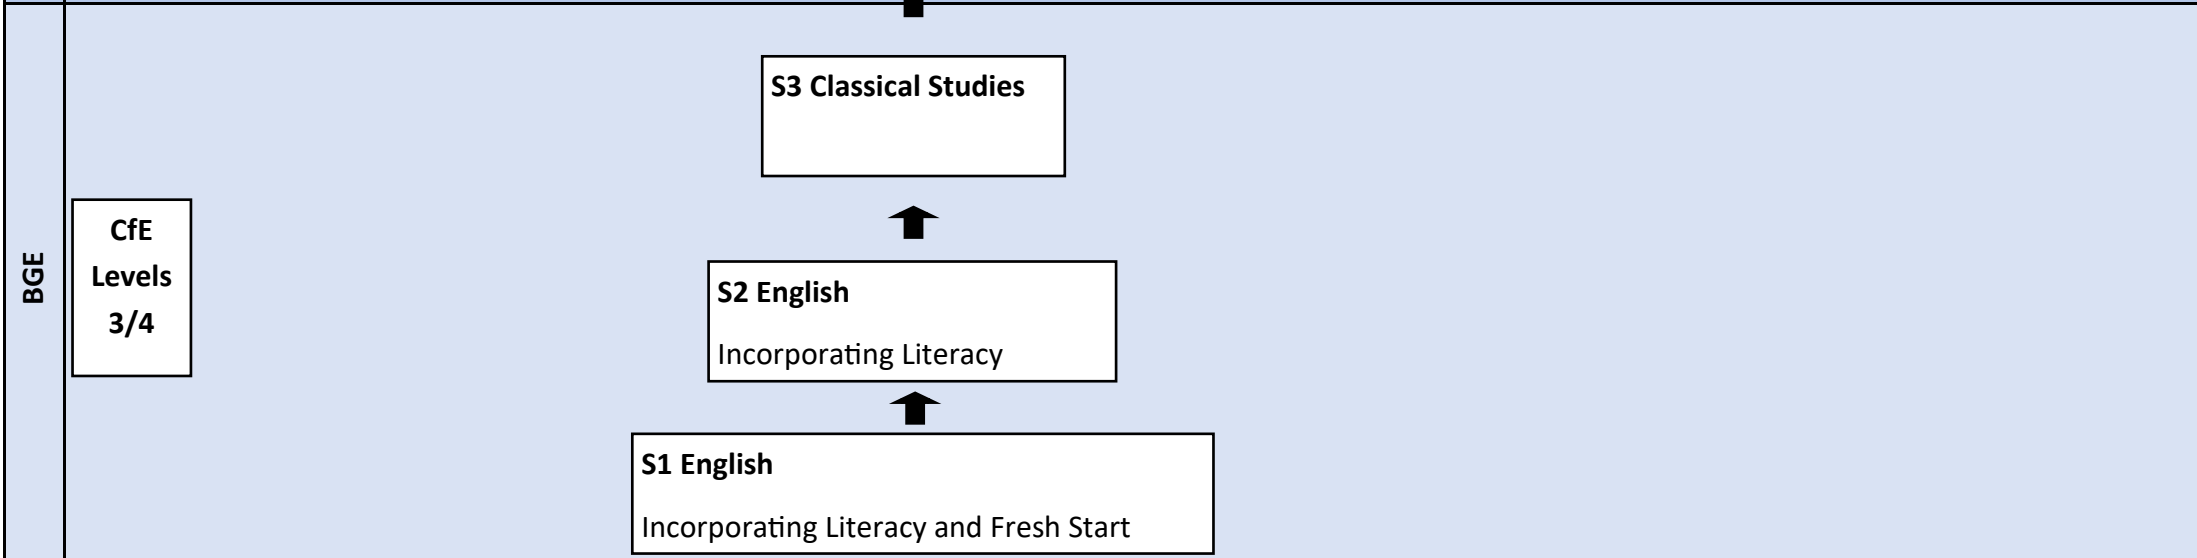 BGE
CfE
Levels
3/4
S3 Classical Studies
S2 English
Incorporating Literacy
S1 English
Incorporating Literacy and Fresh Start